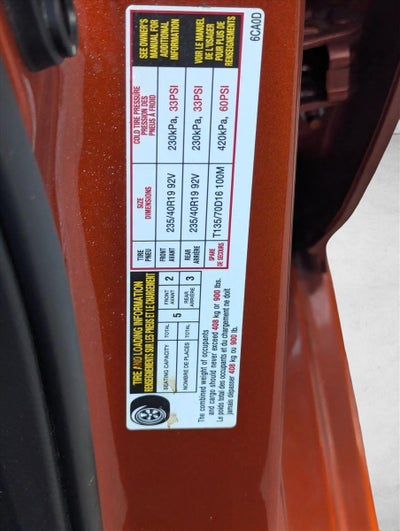 TIRE AND LOADING INFORMATION
RENSEIGNEMENTS SUR LES PNEUS ET LE CHARGEMENT
SEATING CAPACITY TOTAL 5 FRONT AVANT 2 REAR ARRIÈRE 3
NOMBRE DE PLACES TOTAL
The combined weight of occupants
and cargo should never exceed 408 kg or 900 lbs.
Le poids total des occupants et du chargement ne doit
jamais dépasser 408 kg ou 900 lb.
TIRE PNEU
SIZE DIMENSIONS
COLD TIRE PRESSURE
PRESSION DES
PNEUS À FROID
FRONT AVANT 235/40R19 92V 230kPa, 33PSI
REAR ARRIÈRE 235/40R19 92V 230kPa, 33PSI
SPARE DE SECOURS T135/70D16 100M 420kPa, 60PSI
SEE OWNER'S
MANUAL FOR
ADDITIONAL
INFORMATION
VOIR LE MANUEL
DE L'USAGER
POUR PLUS DE
RENSEIGNEMENTS
6CA0D